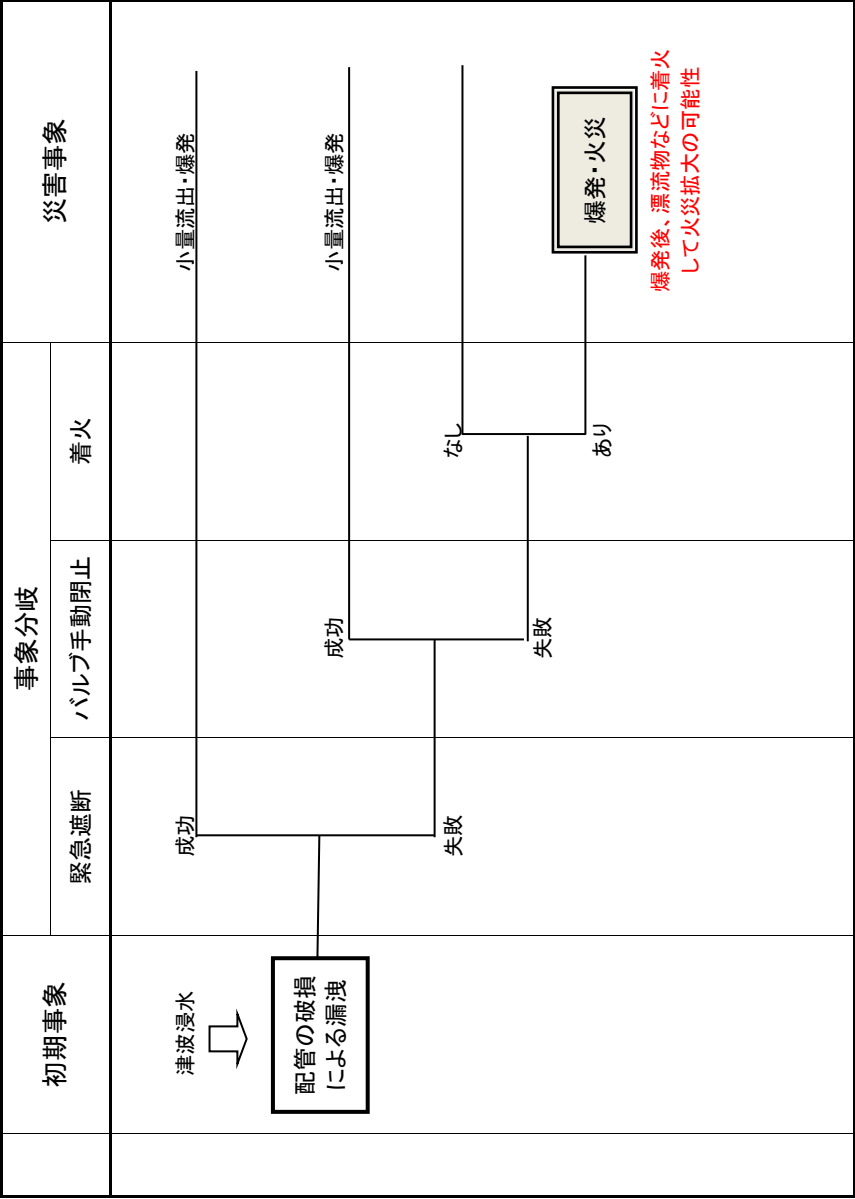 初期事象
事象分岐
災害事象
緊急遮断
バルブ手動閉止
着火
津波浸水
配管の破損
による漏洩
成功
小量流出・爆発
失敗
成功
小量流出・爆発
失敗
なし
あり
爆発・火災
爆発後、漂流物などに着火
して火災拡大の可能性